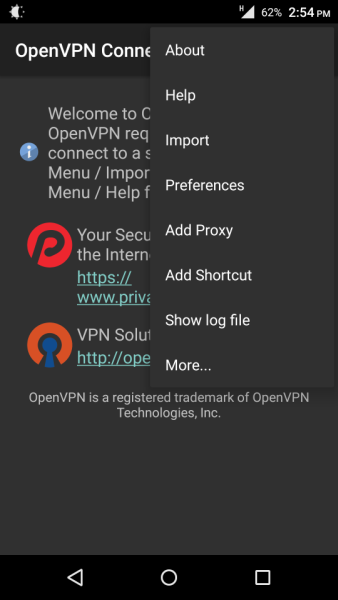 H 62% 2:54 PM
OpenVPN Conne
About
Help
Import
Preferences
Add Proxy
Add Shortcut
Show log file
More...
Welcome to
OpenVPN req
connect to a s
Menu / Impor
Menu / Help f
Your Secu
the Interne
https://
www.priva
VPN Solut
http://ope
OpenVPN is a registered trademark of OpenVPN
Technologies, Inc.